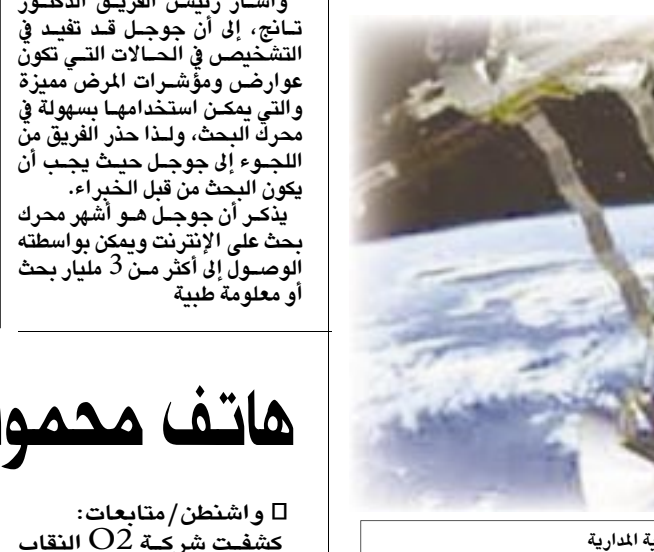 وأشار رئيس الفريق الدكتور
تانج، إلى أن جوجل قد تفيد في
التشخيص في الحالات التي تكون
عوارض ومؤشرات المرض مميزة
والتي يمكن استخدامها بسهولة في
محرك البحث، ولذا حذر الفريق من
اللجوء إلى جوجل حيث يجب أن
يكون البحث من قبل الخبراء.
يذكر أن جوجل هو أشهر محرك
بحث على الإنترنت ويمكن بواسطته
الوصول إلى أكثر من 3 مليار بحث
أو معلومة طبية
هاتف
□ واشنطن/متابعات:
كشفت شركة O2 النقاب
المدارية